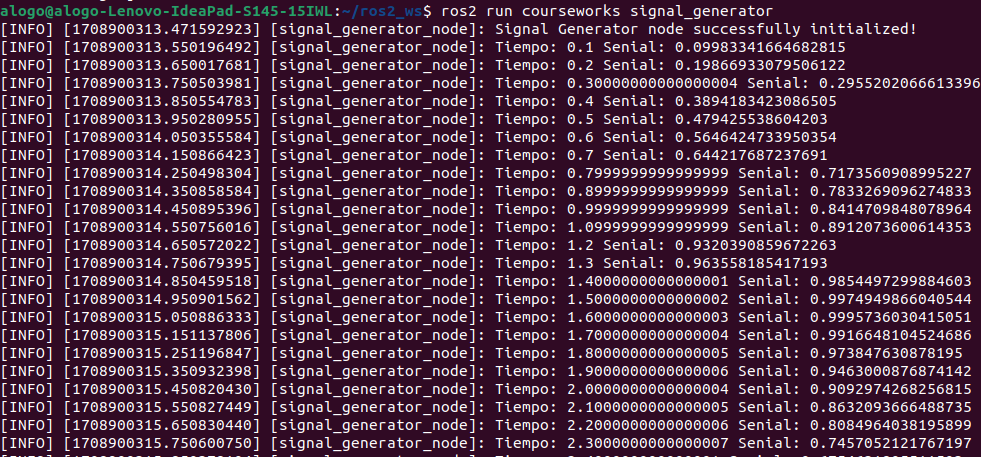 alogo@alogo-Lenovo-IdeaPad-S145-15IWL:~/ros2_ws$ ros2 run courseworks signal_generator
[INFO] [1708900313.471592923] [signal_generator_node]: Signal Generator node successfully initialized!
[INFO] [1708900313.550196492] [signal_generator_node]: Tiempo: 0.1 Senial: 0.09983341664682815
[INFO] [1708900313.650017681] [signal_generator_node]: Tiempo: 0.2 Senial: 0.19866933079506122
[INFO] [1708900313.750503981] [signal_generator_node]: Tiempo: 0.30000000000000004 Senial: 0.2955202066613396
[INFO] [1708900313.850554783] [signal_generator_node]: Tiempo: 0.4 Senial: 0.3894183423086505
[INFO] [1708900313.950280955] [signal_generator_node]: Tiempo: 0.5 Senial: 0.479425538604203
[INFO] [1708900314.050355584] [signal_generator_node]: Tiempo: 0.6 Senial: 0.5646424733950354
[INFO] [1708900314.150866423] [signal_generator_node]: Tiempo: 0.7 Senial: 0.644217687237691
[INFO] [1708900314.250498304] [signal_generator_node]: Tiempo: 0.7999999999999999 Senial: 0.7173560908995227
[INFO] [1708900314.350858584] [signal_generator_node]: Tiempo: 0.8999999999999999 Senial: 0.7833269096274833
[INFO] [1708900314.450895396] [signal_generator_node]: Tiempo: 0.9999999999999999 Senial: 0.8414709848078964
[INFO] [1708900314.550756016] [signal_generator_node]: Tiempo: 1.0999999999999999 Senial: 0.8912073600614353
[INFO] [1708900314.650572022] [signal_generator_node]: Tiempo: 1.2 Senial: 0.9320390859672263
[INFO] [1708900314.750679395] [signal_generator_node]: Tiempo: 1.3 Senial: 0.963558185417193
[INFO] [1708900314.850459518] [signal_generator_node]: Tiempo: 1.4000000000000001 Senial: 0.9854497299884603
[INFO] [1708900314.950901562] [signal_generator_node]: Tiempo: 1.5000000000000002 Senial: 0.9974949866040544
[INFO] [1708900315.050886333] [signal_generator_node]: Tiempo: 1.6000000000000003 Senial: 0.9995736030415051
[INFO] [1708900315.151137806] [signal_generator_node]: Tiempo: 1.7000000000000004 Senial: 0.9916648104524686
[INFO] [1708900315.251196847] [signal_generator_node]: Tiempo: 1.8000000000000005 Senial: 0.973847630878195
[INFO] [1708900315.350932398] [signal_generator_node]: Tiempo: 1.9000000000000006 Senial: 0.9463000876874142
[INFO] [1708900315.450820430] [signal_generator_node]: Tiempo: 2.0000000000000004 Senial: 0.9092974268256815
[INFO] [1708900315.550827449] [signal_generator_node]: Tiempo: 2.1000000000000005 Senial: 0.8632093666488735
[INFO] [1708900315.650830440] [signal_generator_node]: Tiempo: 2.2000000000000006 Senial: 0.8084964038195899
[INFO] [1708900315.750600750] [signal_generator_node]: Tiempo: 2.3000000000000007 Senial: 0.7457052121767197